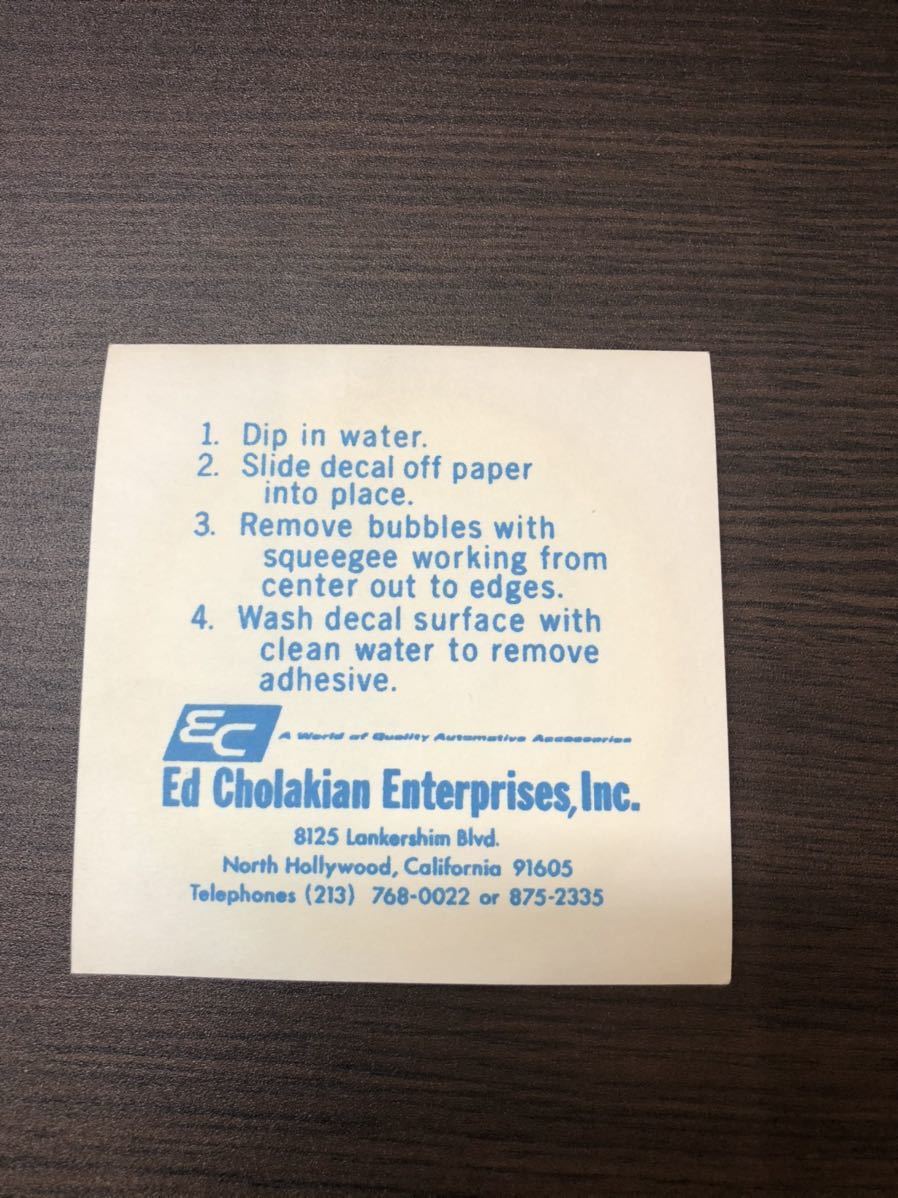 1. Dip in water.
2. Slide decal off paper
into place.
3. Remove bubbles with
squeegee working from
center out to edges.
4. Wash decal surface with
clean water to remove
adhesive.
EC A World of Quality Automotive Accessories
Ed Cholakian Enterprises, Inc.
8125 Lankershim Blvd.
North Hollywood, California 91605
Telephones (213) 768-0022 or 875-2335